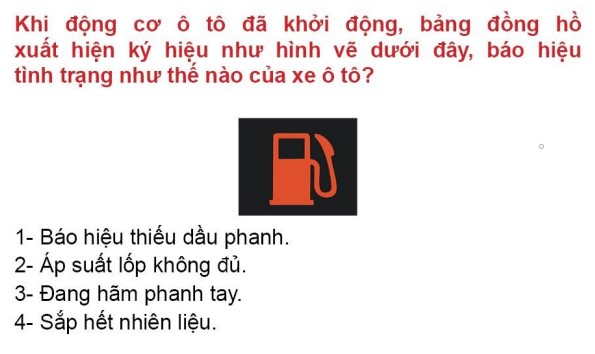 Khi động cơ ô tô đã khởi động, bảng đồng hồ
xuất hiện ký hiệu như hình vẽ dưới đây, báo hiệu
tình trạng như thế nào của xe ô tô?
1- Báo hiệu thiếu dầu phanh.
2- Áp suất lốp không đủ.
3- Đang hãm phanh tay.
4- Sắp hết nhiên liệu.